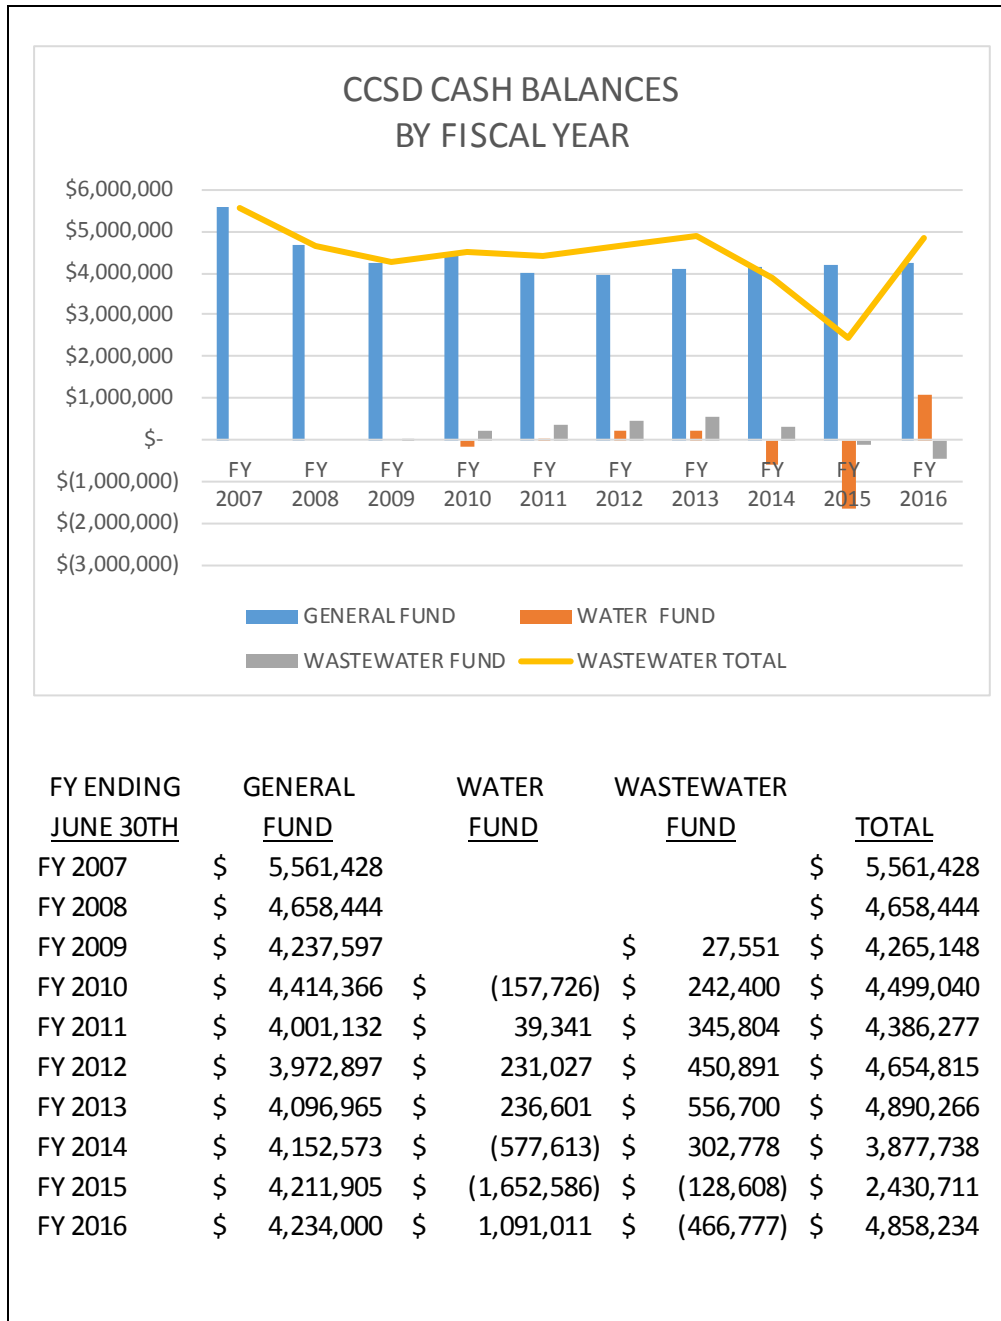 CCSD CASH BALANCES
BY FISCAL YEAR
$6,000,000
$5,000,000
$4,000,000
$3,000,000
$2,000,000
$1,000,000
$-
$(1,000,000)
$(2,000,000)
$(3,000,000)
FY FY FY FY FY FY FY FY FY FY
2007 2008 2009 2010 2011 2012 2013 2014 2015 2016
GENERAL FUND WATER FUND
WASTEWATER FUND WASTEWATER TOTAL
FY ENDING GENERAL WATER WASTEWATER
JUNE 30TH FUND FUND FUND TOTAL
FY 2007 $ 5,561,428 $ 5,561,428
FY 2008 $ 4,658,444 $ 4,658,444
FY 2009 $ 4,237,597 $ 27,551 $ 4,265,148
FY 2010 $ 4,414,366 $ (157,726) $ 242,400 $ 4,499,040
FY 2011 $ 4,001,132 $ 39,341 $ 345,804 $ 4,386,277
FY 2012 $ 3,972,897 $ 231,027 $ 450,891 $ 4,654,815
FY 2013 $ 4,096,965 $ 236,601 $ 556,700 $ 4,890,266
FY 2014 $ 4,152,573 $ (577,613) $ 302,778 $ 3,877,738
FY 2015 $ 4,211,905 $ (1,652,586) $ (128,608) $ 2,430,711
FY 2016 $ 4,234,000 $ 1,091,011 $ (466,777) $ 4,858,234